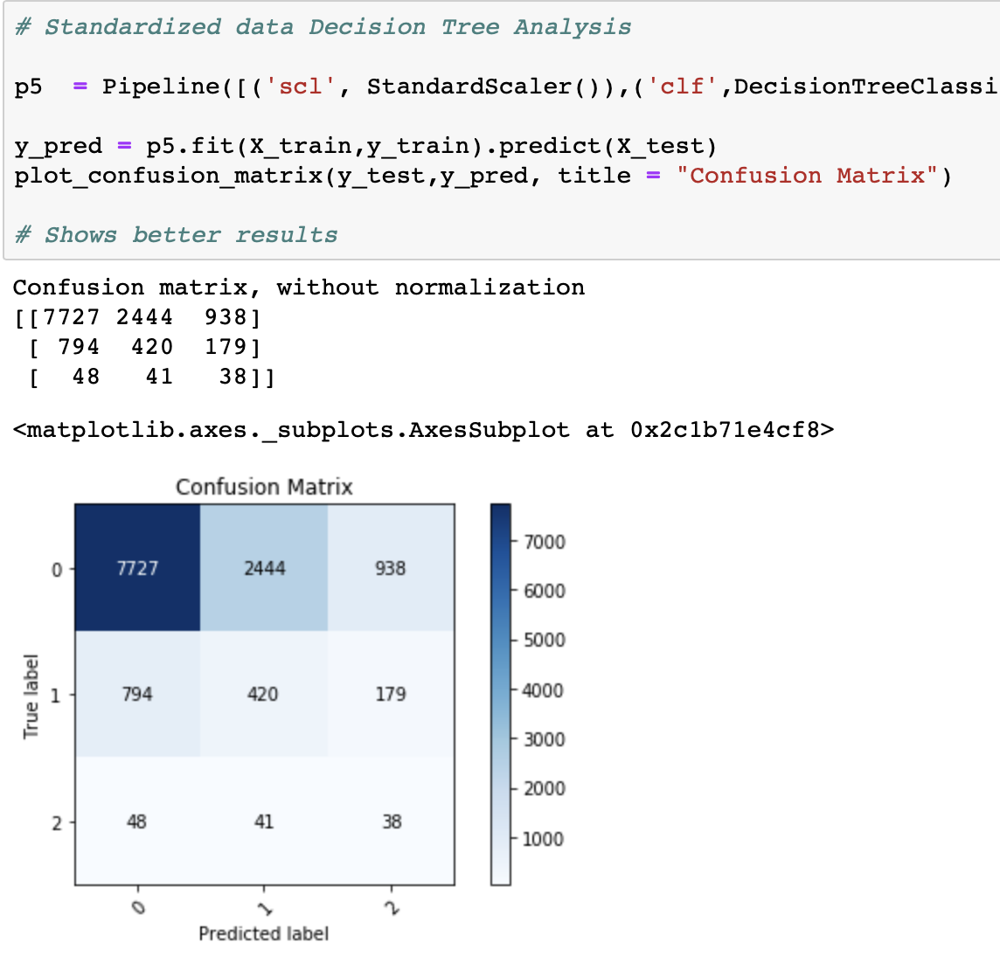 # Standardized data Decision Tree Analysis
p5  = Pipeline([('scl', StandardScaler()),('clf',DecisionTreeClassi
y_pred = p5.fit(X_train,y_train).predict(X_test)
plot_confusion_matrix(y_test,y_pred, title = "Confusion Matrix")
# Shows better results
Confusion matrix, without normalization
[[7727 2444  938]
 [ 794  420  179]
 [  48   41   38]]
<matplotlib.axes._subplots.AxesSubplot at 0x2c1b71e4cf8>
Confusion Matrix
7000
0 7727 2444 938
6000
5000
True label
1 794 420 179
4000
3000
2000
2 48 41 38
1000
0 1 2
Predicted label